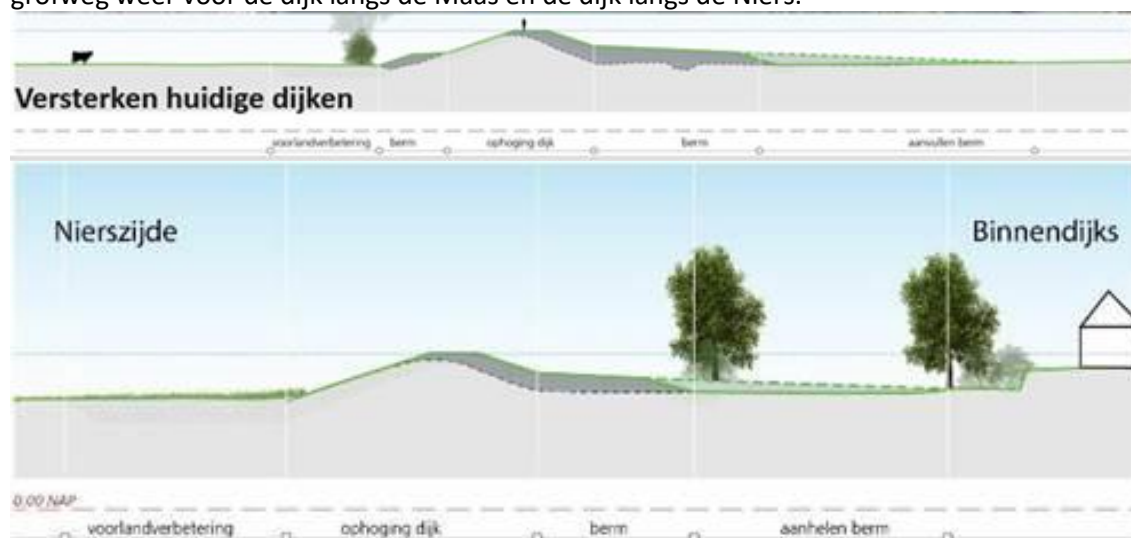 grofweg weer voor de dijk langs de Maas en de dijk langs de Niers.
Versterken huidige dijken
voorlandverbetering berm ophoging dijk berm aanvullen berm
Nierszijde Binnendijks
0.00 NAP
voorlandverbetering ophoging dijk berm aanhelen berm